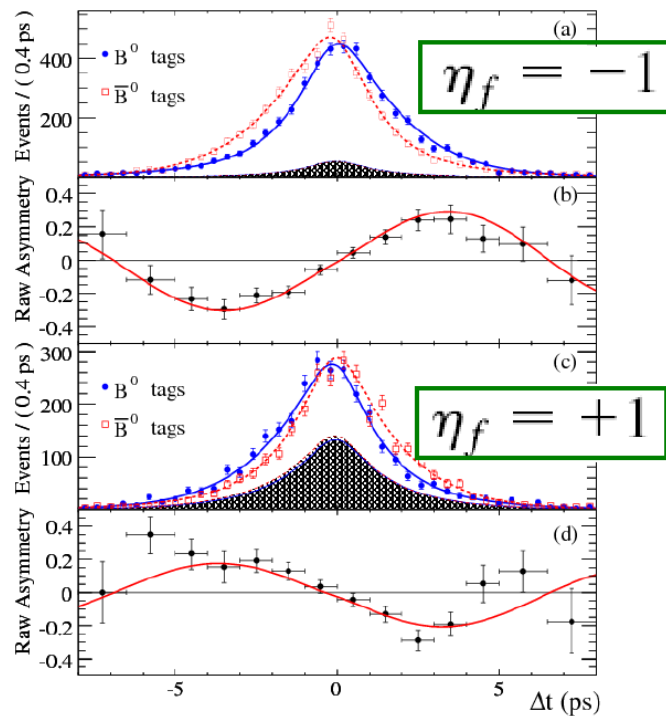 (a)
B⁰ tags
B̅⁰ tags
η_f = −1
Events / ( 0.4 ps )
400
200
(b)
Raw Asymmetry
0.4
0.2
0
-0.2
-0.4
(c)
B⁰ tags
B̅⁰ tags
η_f = +1
Events / ( 0.4 ps )
300
200
100
(d)
Raw Asymmetry
0.4
0.2
0
-0.2
-0.4
-5 0 5
Δt (ps)